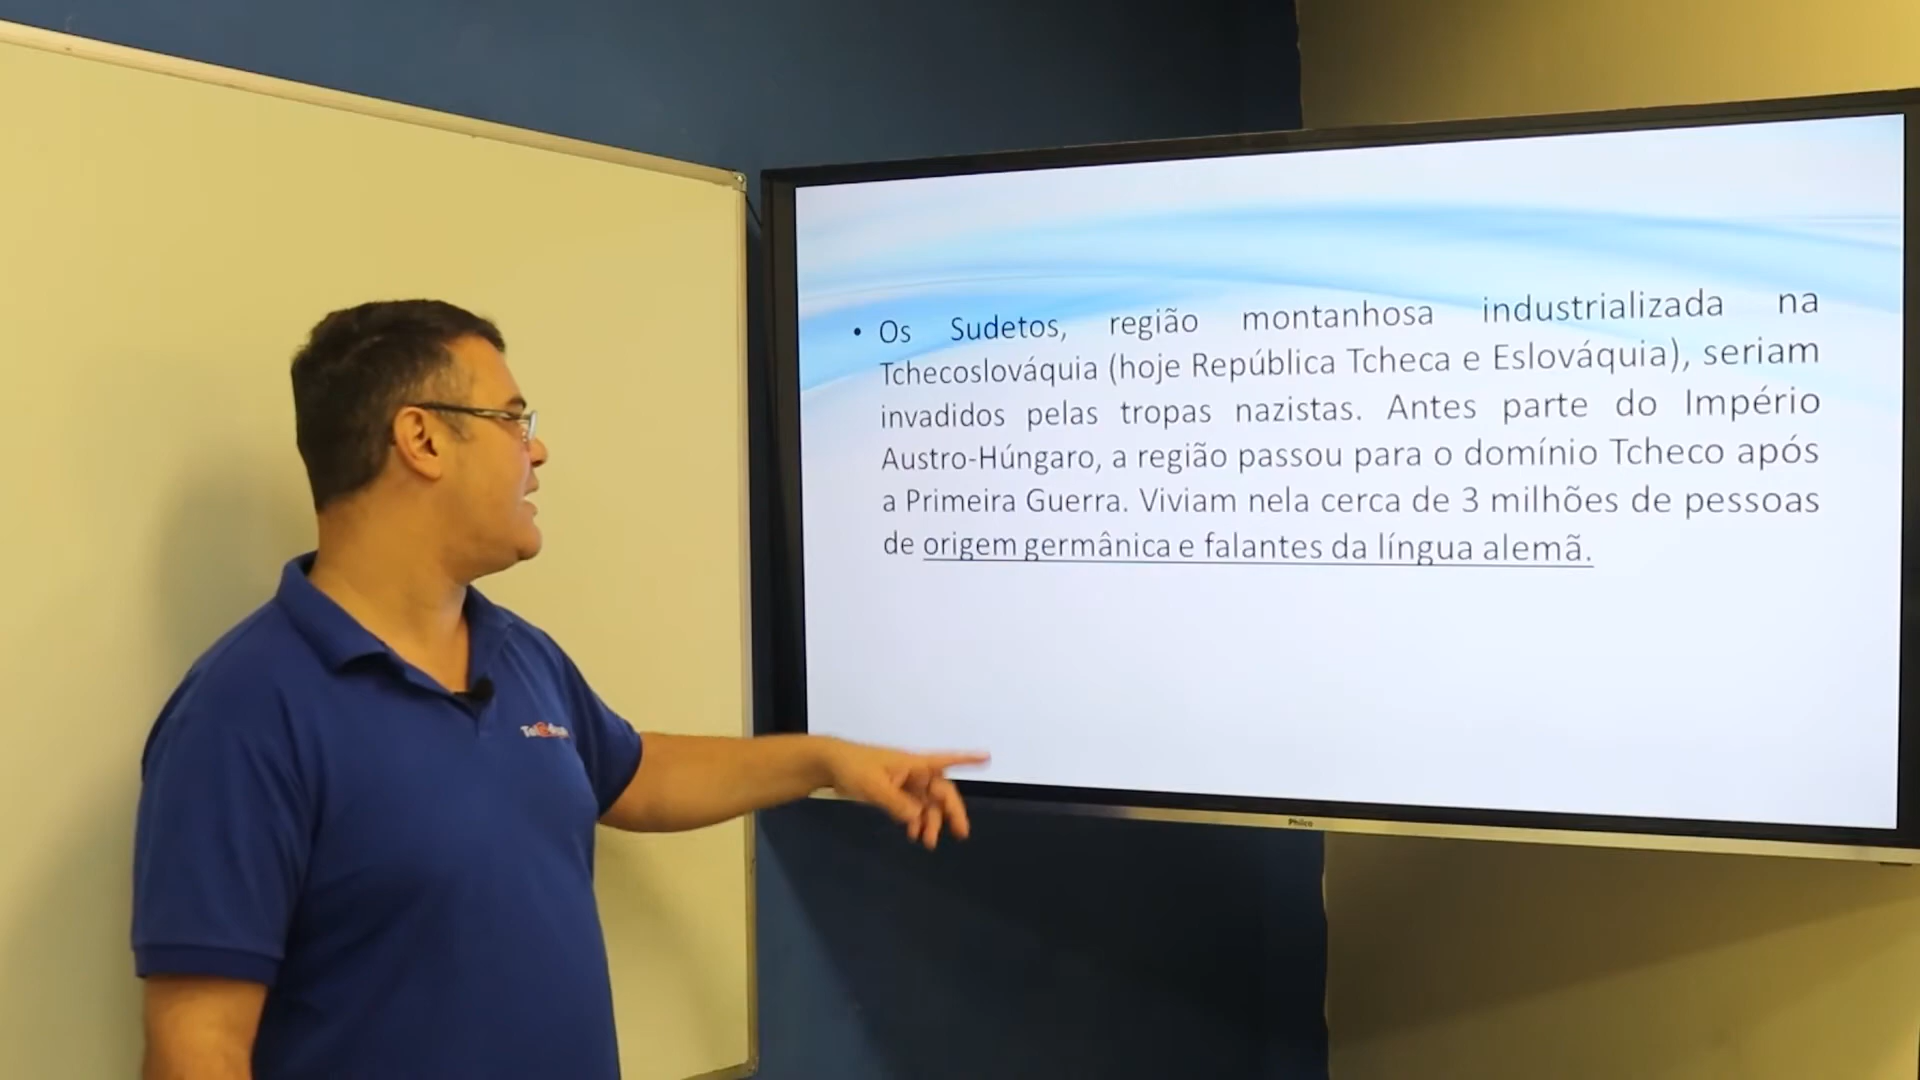 • Os Sudetos, região montanhosa industrializada na
Tchecoslováquia (hoje República Tcheca e Eslováquia), seriam
invadidos pelas tropas nazistas. Antes parte do Império
Austro-Húngaro, a região passou para o domínio Tcheco após
a Primeira Guerra. Viviam nela cerca de 3 milhões de pessoas
de origem germânica e falantes da língua alemã.
Philco